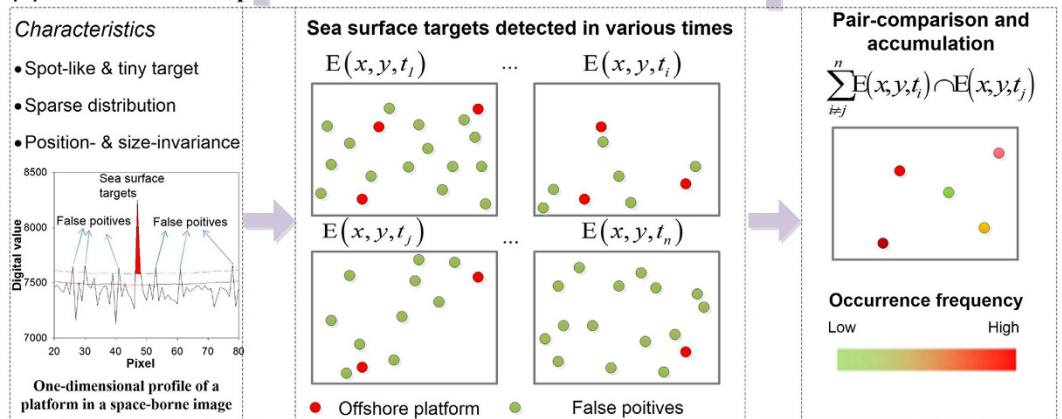 Characteristics
•Spot-like & tiny target
•Sparse distribution
•Position- & size-invariance
8500
8000
7500
7000
Digital value
Sea surface
targets
False poitives
False poitives
20 30 40 50 60 70 80
Pixel
One-dimensional profile of a
platform in a space-borne image
Sea surface targets detected in various times
E(x,y,t₁) ... E(x,y,tᵢ)
E(x,y,tⱼ) ... E(x,y,tₙ)
Offshore platform False poitives
Pair-comparison and
accumulation
∑ⁿᵢ≠ⱼ E(x,y,tᵢ)∩E(x,y,tⱼ)
Occurrence frequency
Low High